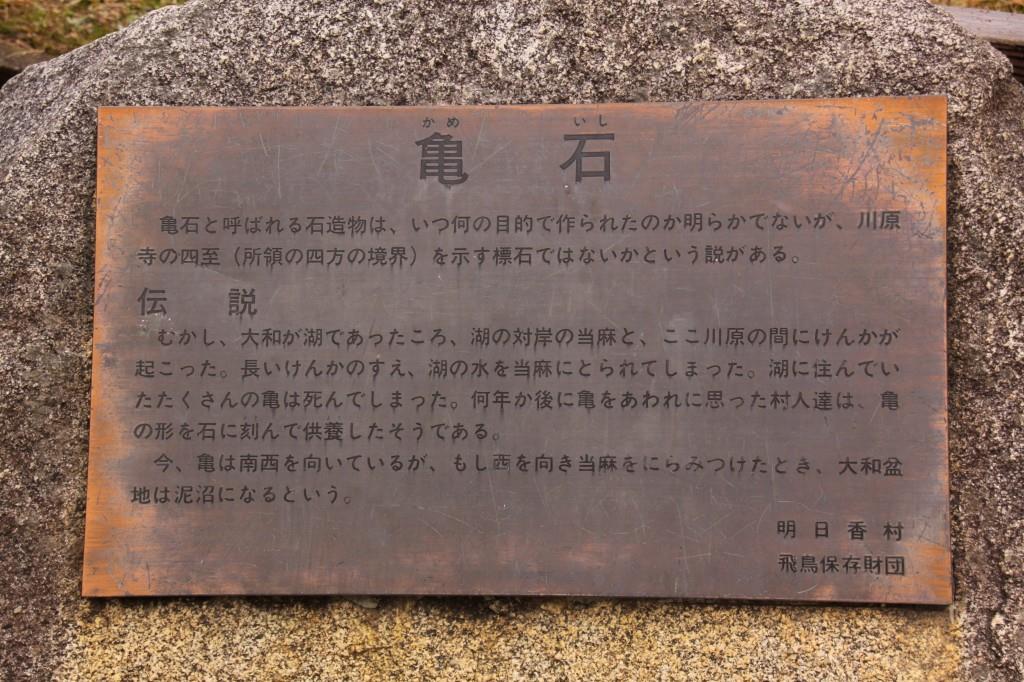 かめ いし
亀 石
亀石と呼ばれる石造物は、いつ何の目的で作られたのか明らかでないが、川原
寺の四至（所領の四方の境界）を示す標石ではないかという説がある。
伝 説
むかし、大和が湖であったころ、湖の対岸の当麻と、ここ川原の間にけんかが
起こった。長いけんかのすえ、湖の水を当麻にとられてしまった。湖に住んでい
たたくさんの亀は死んでしまった。何年か後に亀をあわれに思った村人達は、亀
の形を石に刻んで供養したそうである。
今、亀は南西を向いているが、もし西を向き当麻をにらみつけたとき、大和盆
地は泥沼になるという。
明日香村
飛鳥保存財団